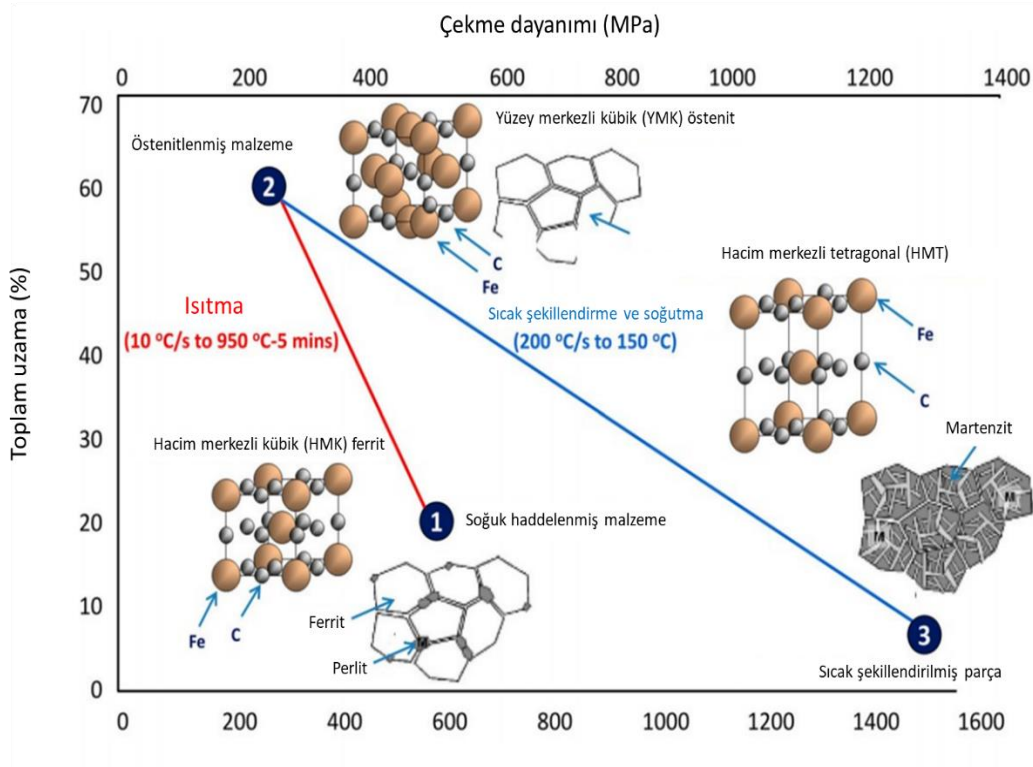 Çekme dayanımı (MPa)
0 200 400 600 800 1000 1200 1400
70
60
50
40
30
20
10
0
Toplam uzama (%)
Östenitlenmiş malzeme
2
Yüzey merkezli kübik (YMK) östenit
C
Fe
Hacim merkezli tetragonal (HMT)
Fe
C
Isıtma
(10 °C/s to 950 °C-5 mins)
Sıcak şekillendirme ve soğutma
(200 °C/s to 150 °C)
Martenzit
M
M
Hacim merkezli kübik (HMK) ferrit
Fe C
1
Soğuk haddelenmiş malzeme
Ferrit
Perlit
3
Sıcak şekillendirilmiş parça
0 200 400 600 800 1000 1200 1400 1600